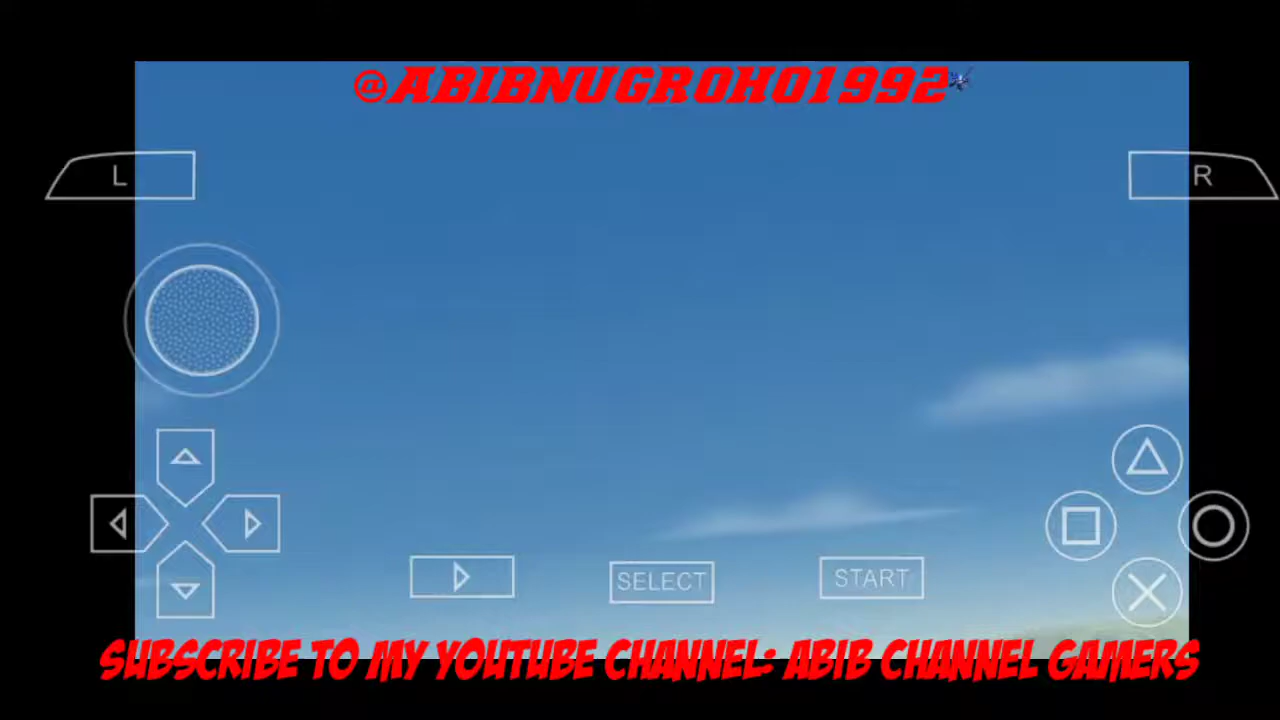 @ABIBNUGROHO1992
L
R
SELECT
START
SUBSCRIBE TO MY YOUTUBE CHANNEL: ABIB CHANNEL GAMERS